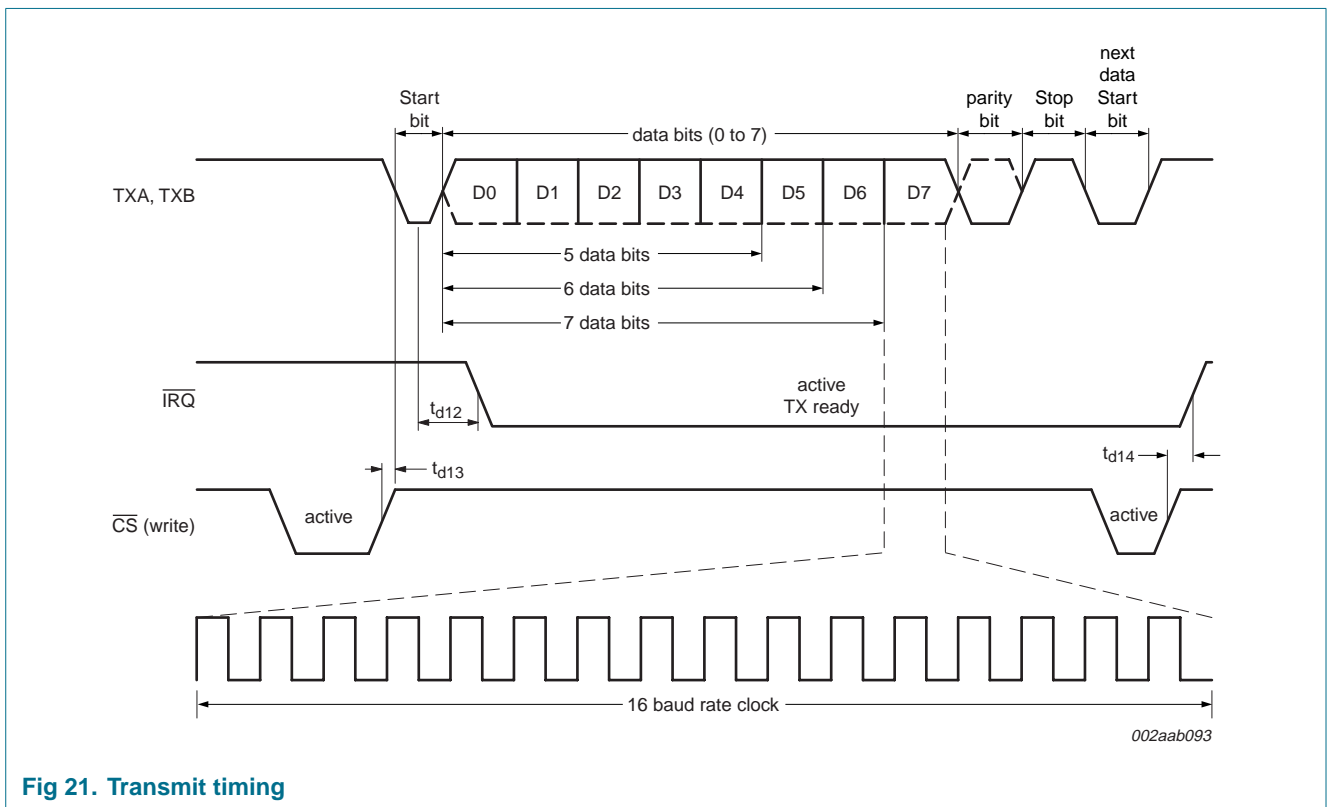 Start
bit
data bits (0 to 7)
parity
bit
Stop
bit
next
data
Start
bit
TXA, TXB
D0 D1 D2 D3 D4 D5 D6 D7
5 data bits
6 data bits
7 data bits
IRQ
td12
active
TX ready
td13
td14
CS (write)
active
active
16 baud rate clock
002aab093
Fig 21. Transmit timing